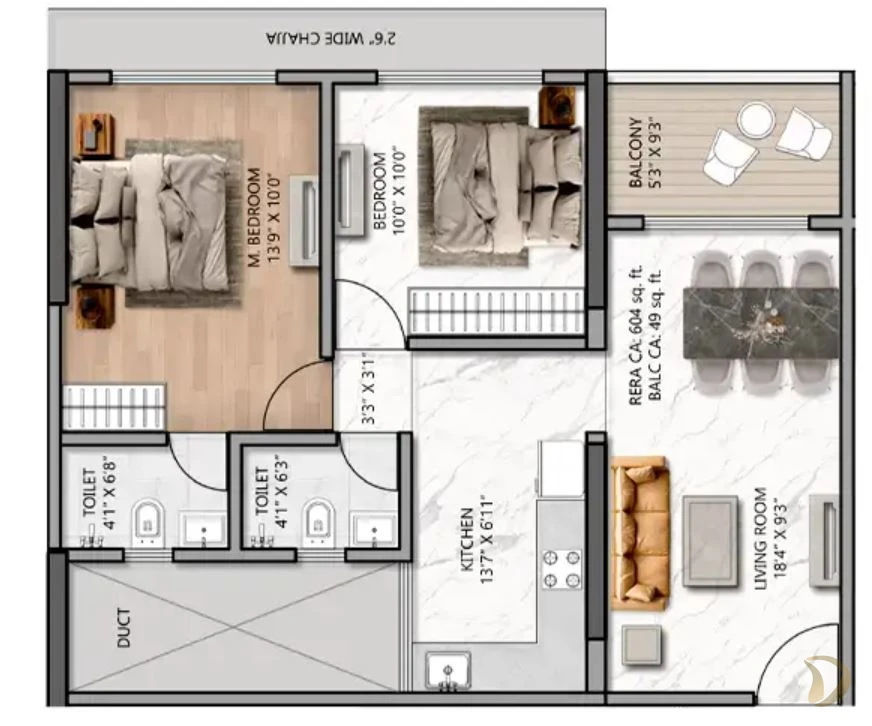 2'6" WIDE CHAJJA
M. BEDROOM
13'9" X 10'0"
BEDROOM
10'0" X 10'0"
BALCONY
5'3" X 9'3"
RERA CA: 604 sq. ft.
BALC CA: 49 sq. ft.
3'3" X 3'1"
TOILET
4'1" X 6'8"
TOILET
4'1" X 6'3"
KITCHEN
13'7" X 6'11"
LIVING ROOM
18'4" X 9'3"
DUCT